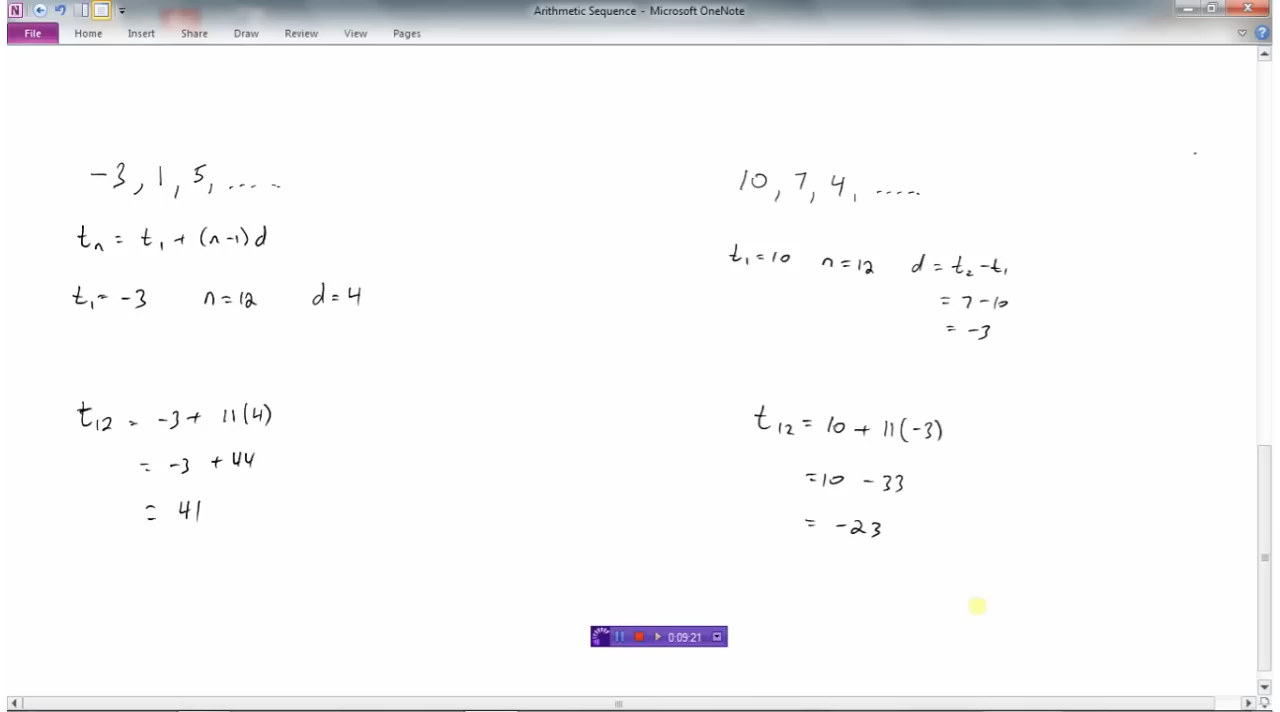 Arithmetic Sequence - Microsoft OneNote
File Home Insert Share Draw Review View Pages
-3, 1, 5, .....
tₙ = t₁ + (n-1)d
t₁ = -3 n = 12 d = 4
t₁₂ = -3 + 11(4)
= -3 + 44
= 41
10, 7, 4, .....
t₁ = 10 n = 12 d = t₂ - t₁
= 7 - 10
= -3
t₁₂ = 10 + 11(-3)
= 10 - 33
= -23
0:09:21